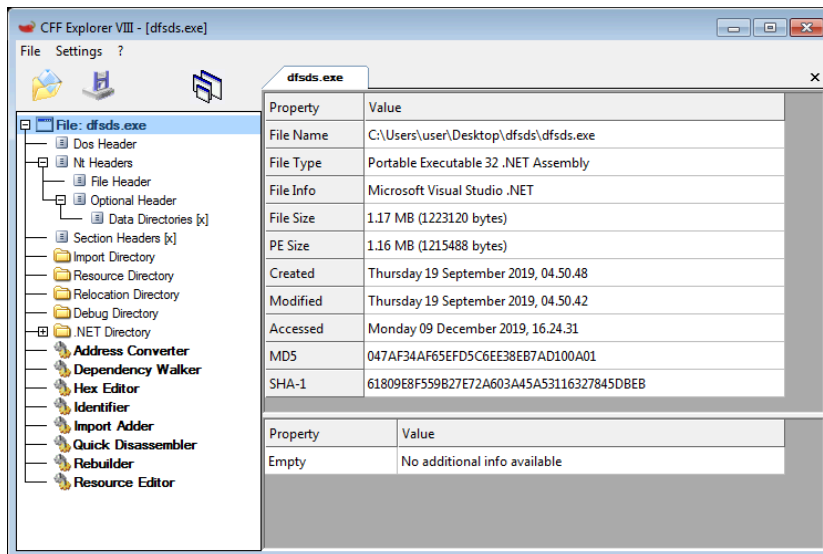 CFF Explorer VIII - [dfsds.exe]
File Settings ?
dfsds.exe
File: dfsds.exe
Dos Header
Nt Headers
File Header
Optional Header
Data Directories [x]
Section Headers [x]
Import Directory
Resource Directory
Relocation Directory
Debug Directory
.NET Directory
Address Converter
Dependency Walker
Hex Editor
Identifier
Import Adder
Quick Disassembler
Rebuilder
Resource Editor
Property Value
File Name C:\Users\user\Desktop\dfsds\dfsds.exe
File Type Portable Executable 32 .NET Assembly
File Info Microsoft Visual Studio .NET
File Size 1.17 MB (1223120 bytes)
PE Size 1.16 MB (1215488 bytes)
Created Thursday 19 September 2019, 04.50.48
Modified Thursday 19 September 2019, 04.50.42
Accessed Monday 09 December 2019, 16.24.31
MD5 047AF34AF65EFD5C6EE38EB7AD100A01
SHA-1 61809E8F559B27E72A603A45A53116327845DBEB
Property Value
Empty No additional info available